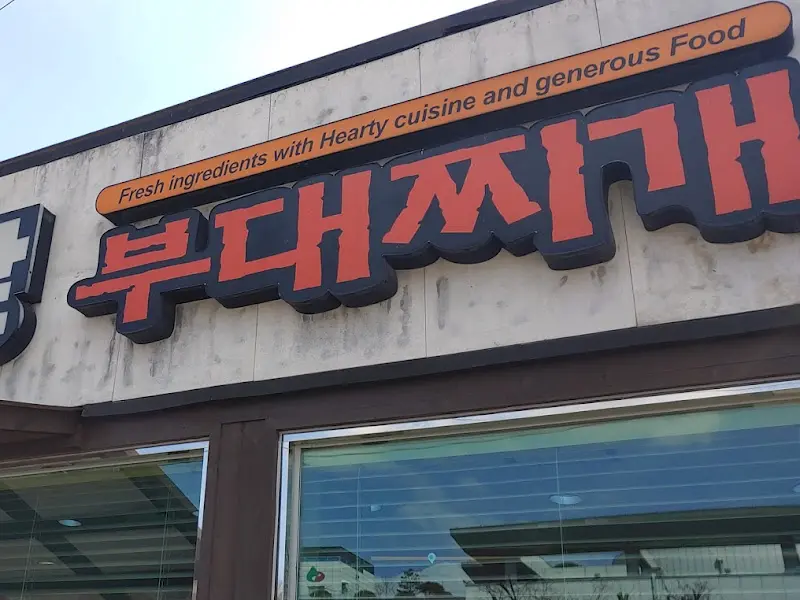 Fresh ingredients with Hearty cuisine and generous Food
부대찌개